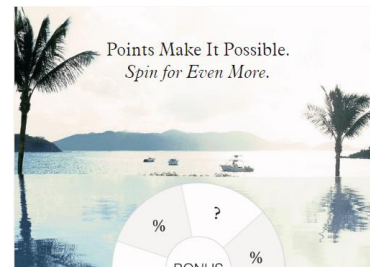 Points Make It Possible.
Spin for Even More.
?
%
%
BONUS